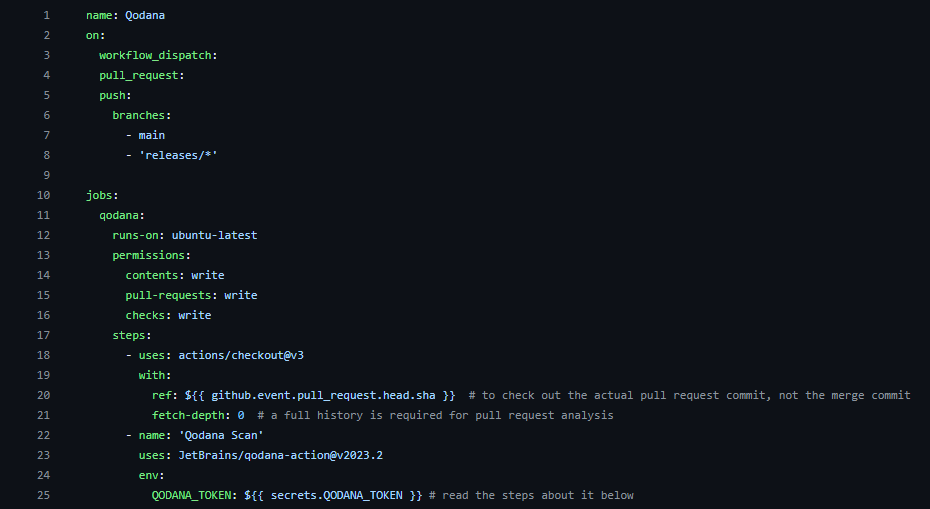 1 name: Qodana
2 on:
3   workflow_dispatch:
4   pull_request:
5   push:
6     branches:
7       - main
8       - 'releases/*'
9
10 jobs:
11   qodana:
12     runs-on: ubuntu-latest
13     permissions:
14       contents: write
15       pull-requests: write
16       checks: write
17     steps:
18       - uses: actions/checkout@v3
19         with:
20           ref: ${{ github.event.pull_request.head.sha }}  # to check out the actual pull request commit, not the merge commit
21           fetch-depth: 0  # a full history is required for pull request analysis
22       - name: 'Qodana Scan'
23         uses: JetBrains/qodana-action@v2023.2
24         env:
25           QODANA_TOKEN: ${{ secrets.QODANA_TOKEN }} # read the steps about it below